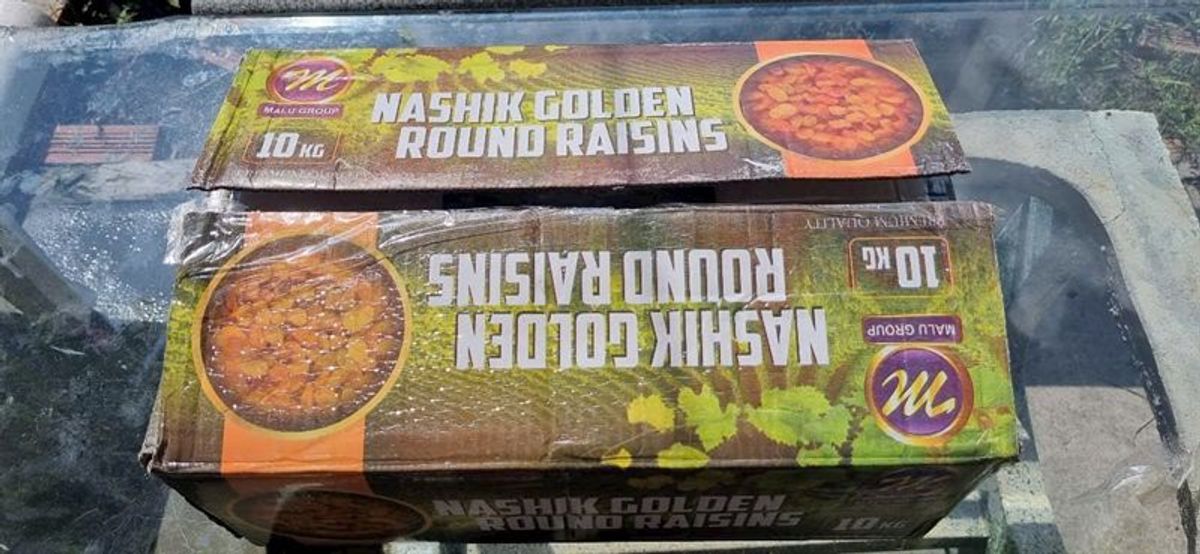 MALU GROUP
10 KG
NASHIK GOLDEN
ROUND RAISINS
PREMIUM QUALITY
10 KG
MALU GROUP
NASHIK GOLDEN
ROUND RAISINS
NASHIK GOLDEN
ROUND RAISINS
10 KG